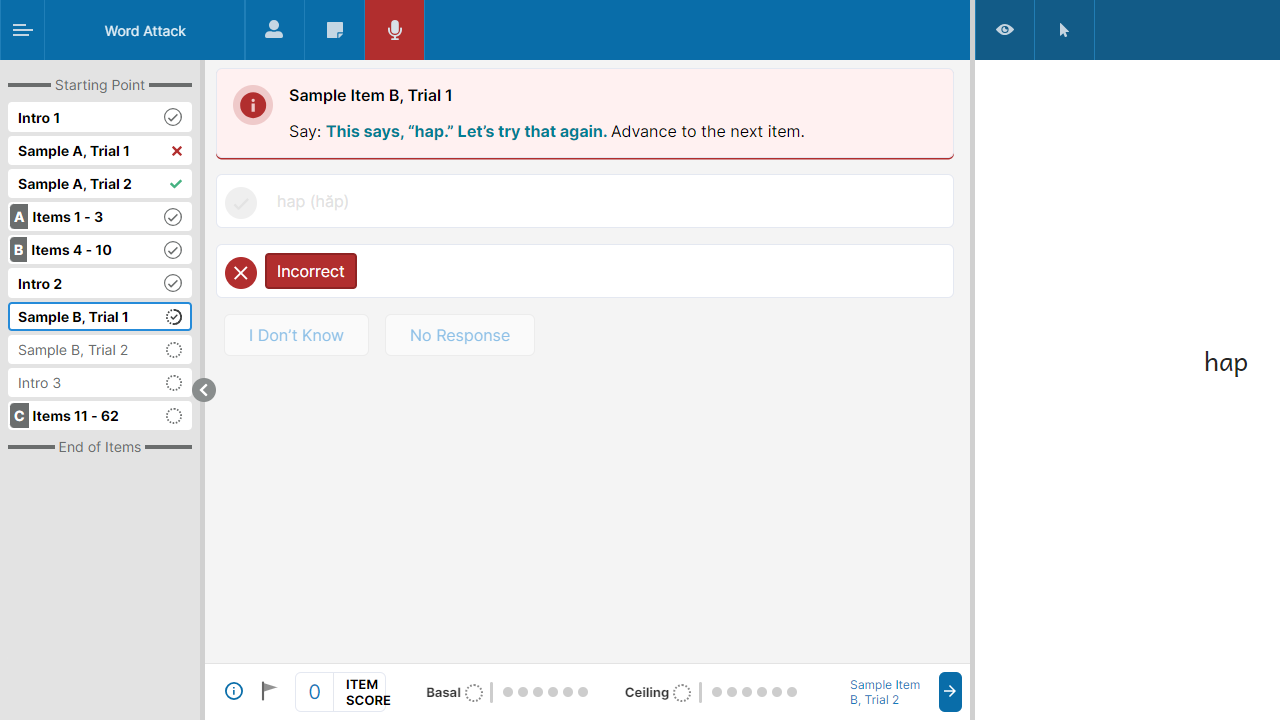 Word Attack
Starting Point
Intro 1
Sample A, Trial 1
Sample A, Trial 2
A Items 1 - 3
B Items 4 - 10
Intro 2
Sample B, Trial 1
Sample B, Trial 2
Intro 3
C Items 11 - 62
End of Items
Sample Item B, Trial 1
Say: This says, “hap.” Let’s try that again. Advance to the next item.
hap (hăp)
Incorrect
I Don’t Know
No Response
0
ITEM
SCORE
Basal
Ceiling
Sample Item
B, Trial 2
hap